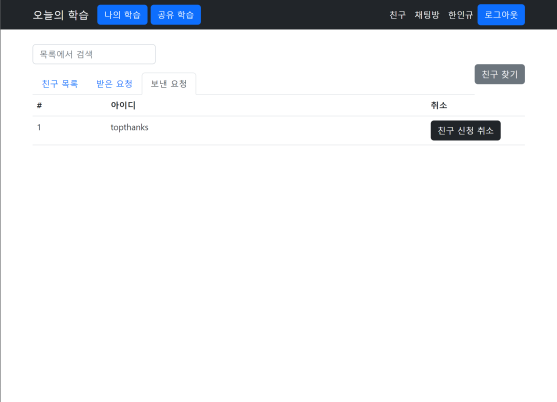 오늘의 학습 나의 학습 공유 학습 친구 채팅방 한인규 로그아웃
목록에서 검색
친구 찾기
친구 목록 받은 요청 보낸 요청
# 아이디 취소
1 topthanks 친구 신청 취소